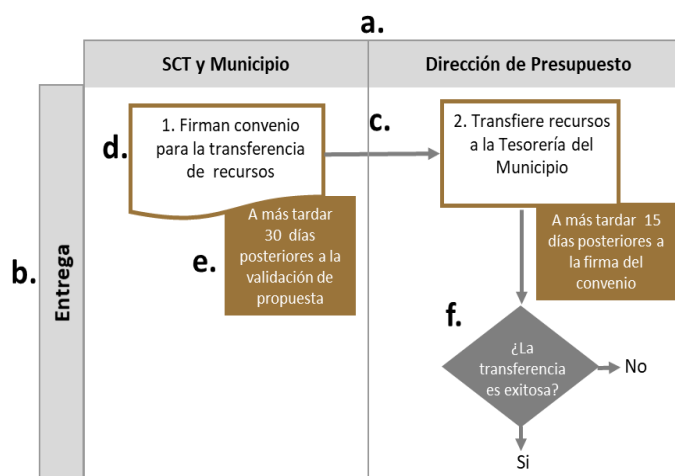 a.
SCT y Municipio
Dirección de Presupuesto
b.
Entrega
d.
1. Firman convenio
para la transferencia
de recursos
c.
2. Transfiere recursos
a la Tesorería del
Municipio
e.
A más tardar
30 días
posteriores a la
validación de
propuesta
A más tardar 15
días posteriores a
la firma del
convenio
f.
¿La
transferencia
es exitosa?
No
Si